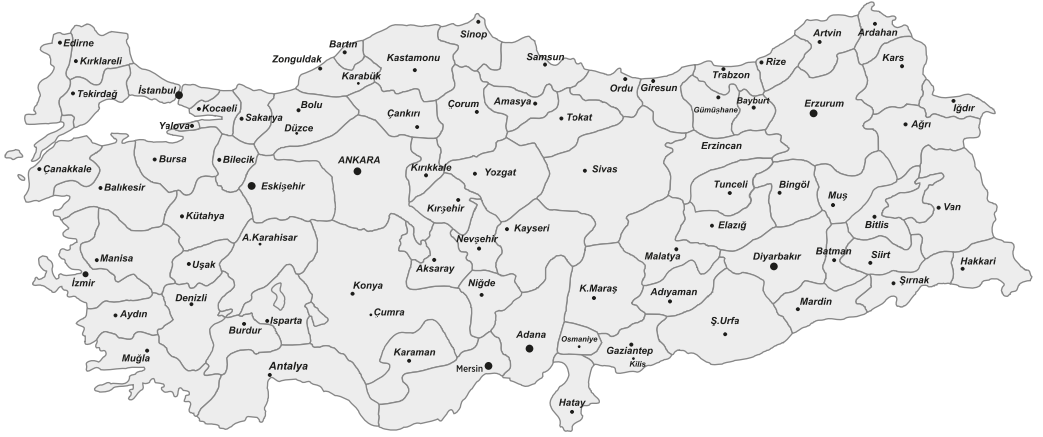 Edirne
Kırklareli
Tekirdağ
İstanbul
Kocaeli
Yalova
Sakarya
Zonguldak
Bartın
Karabük
Kastamonu
Sinop
Samsun
Bolu
Düzce
Çankırı
Çorum
Amasya
Tokat
Ordu
Giresun
Trabzon
Rize
Artvin
Ardahan
Kars
Iğdır
Ağrı
Gümüşhane
Bayburt
Erzurum
Erzincan
Çanakkale
Balıkesir
Bursa
Bilecik
Eskişehir
ANKARA
Kırıkkale
Yozgat
Sivas
Kırşehir
Nevşehir
Kayseri
Kütahya
A.Karahisar
Uşak
Manisa
İzmir
Aydın
Denizli
Muğla
Burdur
Isparta
Antalya
Konya
Çumra
Aksaray
Niğde
Karaman
Mersin
Adana
K.Maraş
Osmaniye
Hatay
Gaziantep
Kilis
Adıyaman
Malatya
Tunceli
Elazığ
Bingöl
Muş
Bitlis
Van
Diyarbakır
Batman
Siirt
Şırnak
Hakkari
Mardin
Ş.Urfa